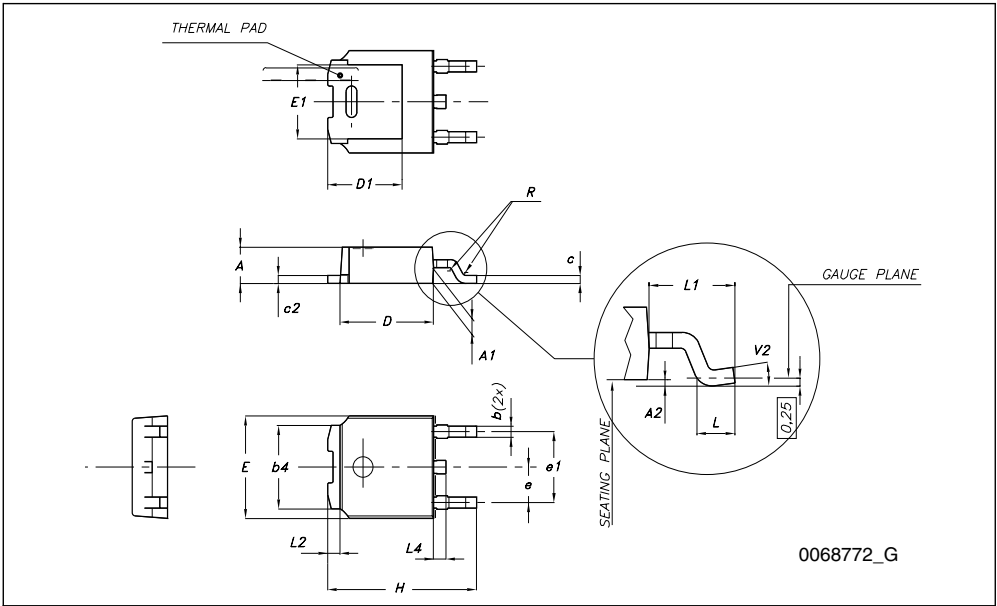 THERMAL PAD
E1
D1
R
A
c2
D
A1
c
L1
GAUGE PLANE
V2
A2
L
0,25
SEATING PLANE
E
b4
b(2x)
e
e1
L2
L4
H
0068772_G